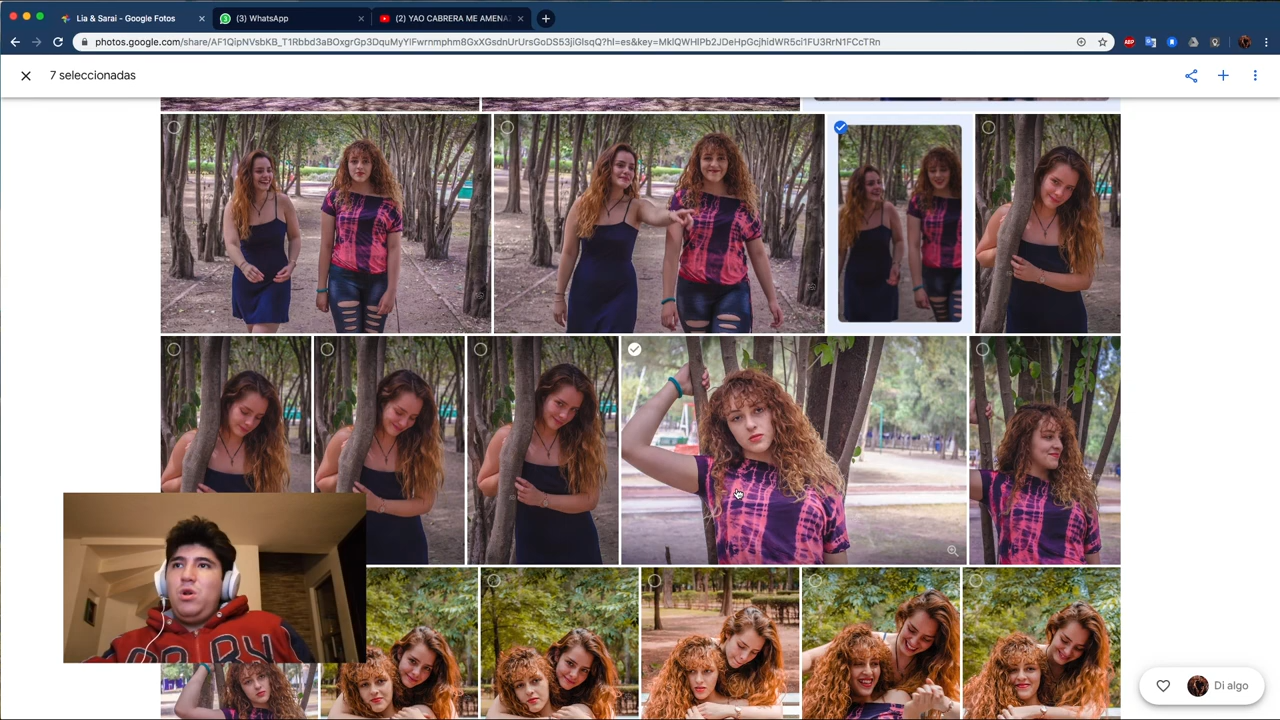 Lia & Sarai - Google Fotos
(3) WhatsApp
(2) YAO CABRERA ME AMENAZ
photos.google.com/share/AF1QipNVsbKB_T1Rbbd3aBOxgrGp3DquMyYIFwrnmphm8GxXGsdnUrUrsGoDS53jiGIsqQ?hl=es&key=MklQWHlPb2JDeHpGcjhidWR5ci1FU3RrN1FCcTRn
7 seleccionadas
Di algo